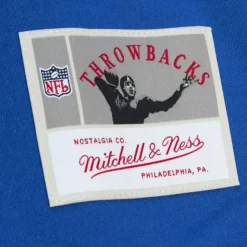 THROWBACKS
NFL
NOSTALGIA CO.
Mitchell & Ness
PHILADELPHIA, PA.